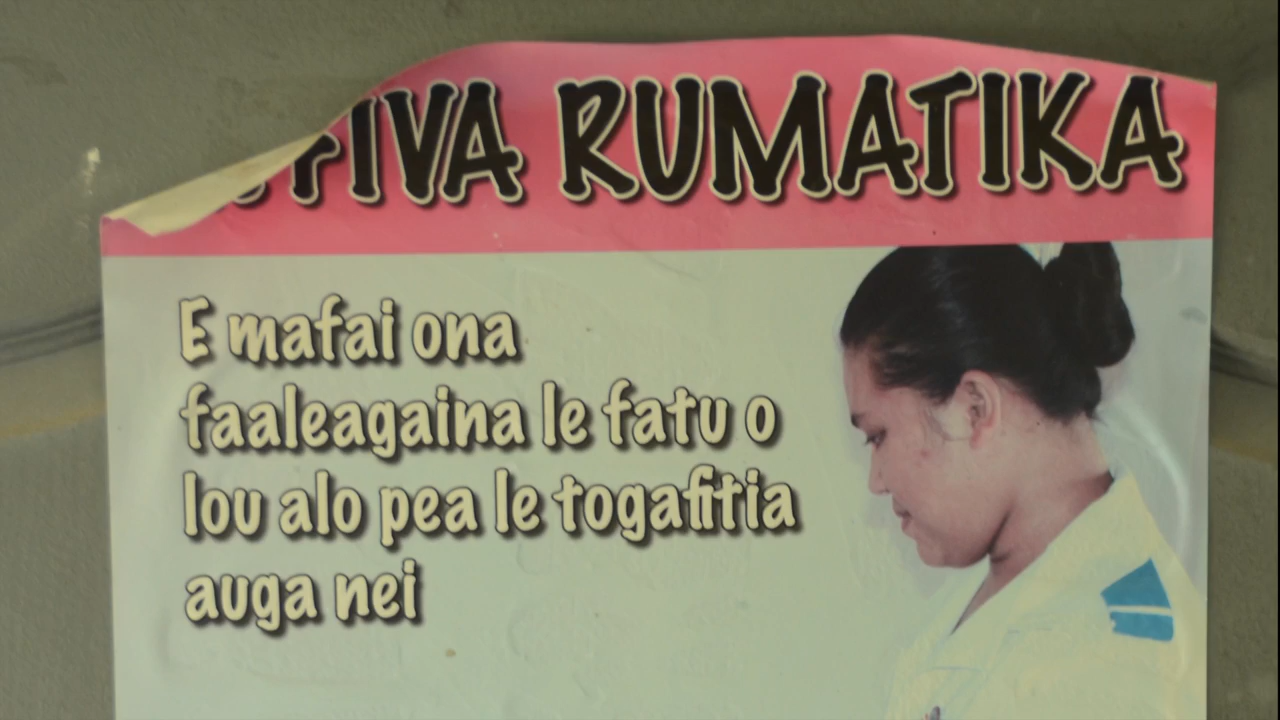 FIVA RUMATIKA
E mafai ona
faaleagaina le fatu o
lou alo pea le togafitia
auga nei